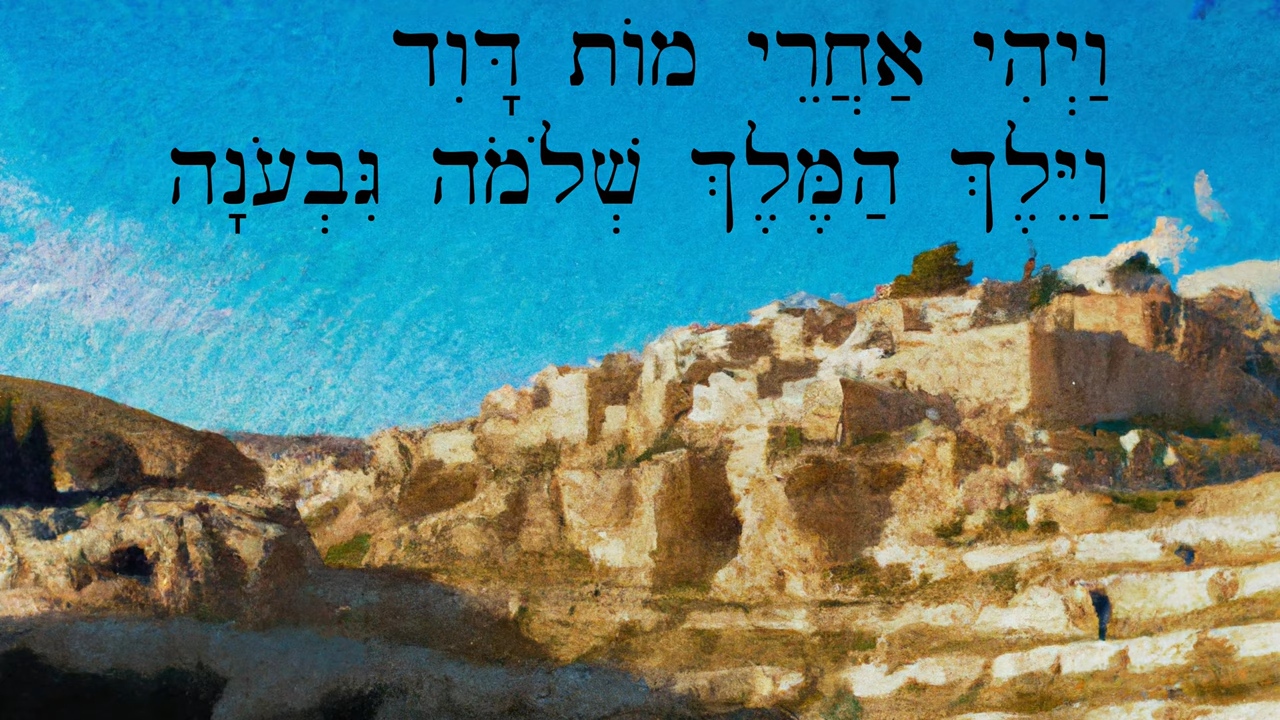 וַיְהִי אַחֲרֵי מוֹת דָּוִד
וַיֵּלֶךְ הַמֶּלֶךְ שְׁלֹמֹה גִּבְעֹנָה